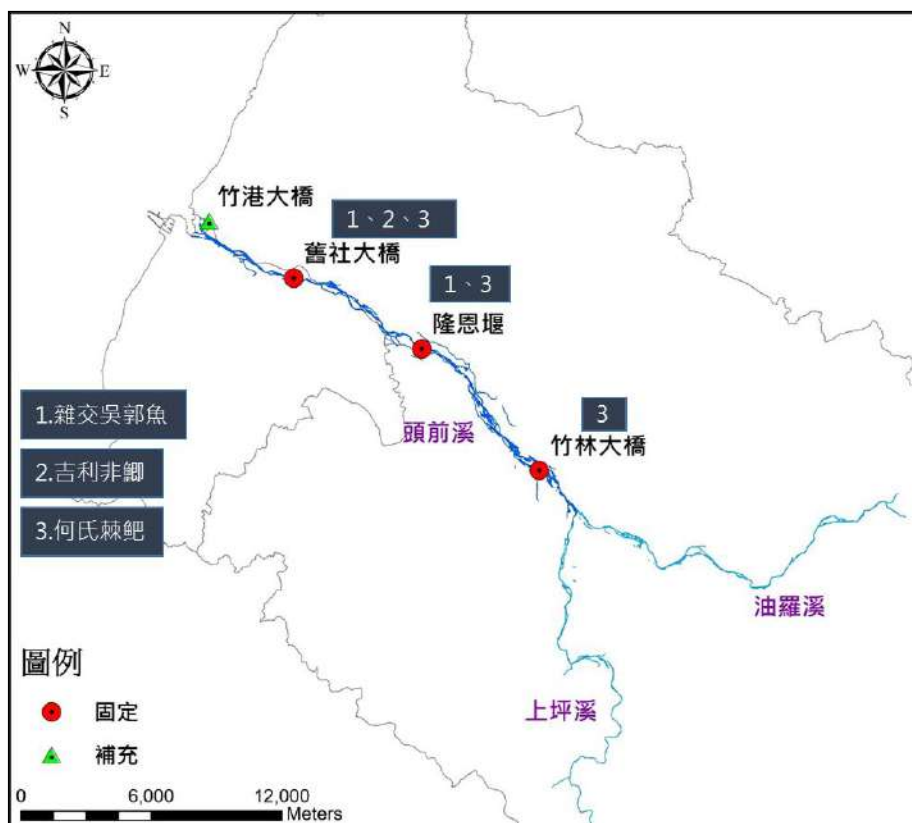 N
W E
S
竹港大橋
1、2、3
舊社大橋
1、3
隆恩堰
3
竹林大橋
頭前溪
1.雜交吳郭魚
2.吉利非鯽
3.何氏棘鲃
油羅溪
上坪溪
圖例
固定
補充
0 6,000 12,000
Meters